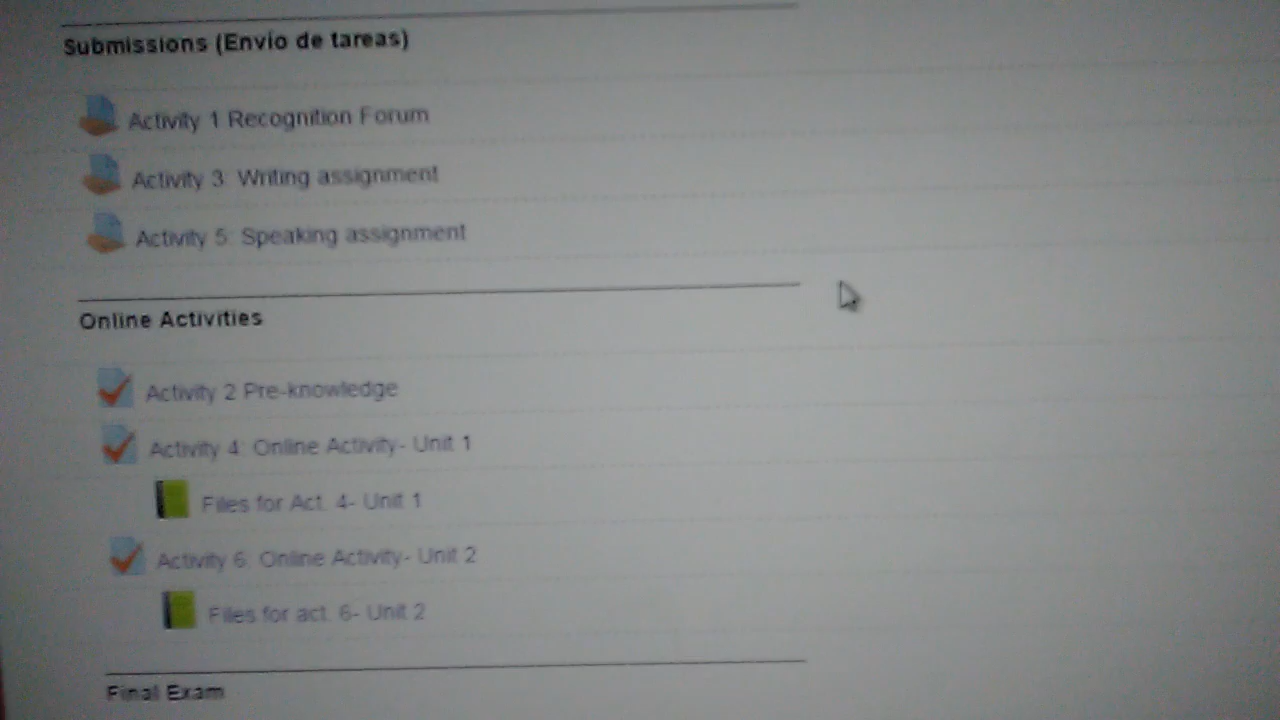 Submissions (Envío de tareas)
Activity 1 Recognition Forum
Activity 3: Writing assignment
Activity 5: Speaking assignment
Online Activities
Activity 2 Pre-knowledge
Activity 4: Online Activity- Unit 1
Files for Act. 4- Unit 1
Activity 6: Online Activity- Unit 2
Files for act. 6- Unit 2
Final Exam